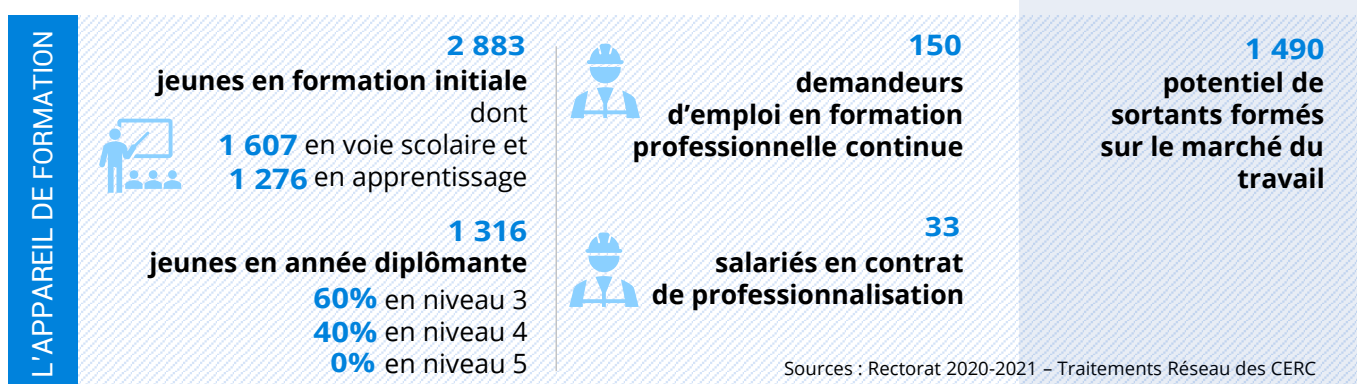 L'APPAREIL DE FORMATION
2 883
jeunes en formation initiale
dont
1 607 en voie scolaire et
1 276 en apprentissage
1 316
jeunes en année diplômante
60% en niveau 3
40% en niveau 4
0% en niveau 5
150
demandeurs
d'emploi en formation
professionnelle continue
33
salariés en contrat
de professionnalisation
1 490
potentiel de
sortants formés
sur le marché du
travail
Sources : Rectorat 2020-2021 – Traitements Réseau des CERC